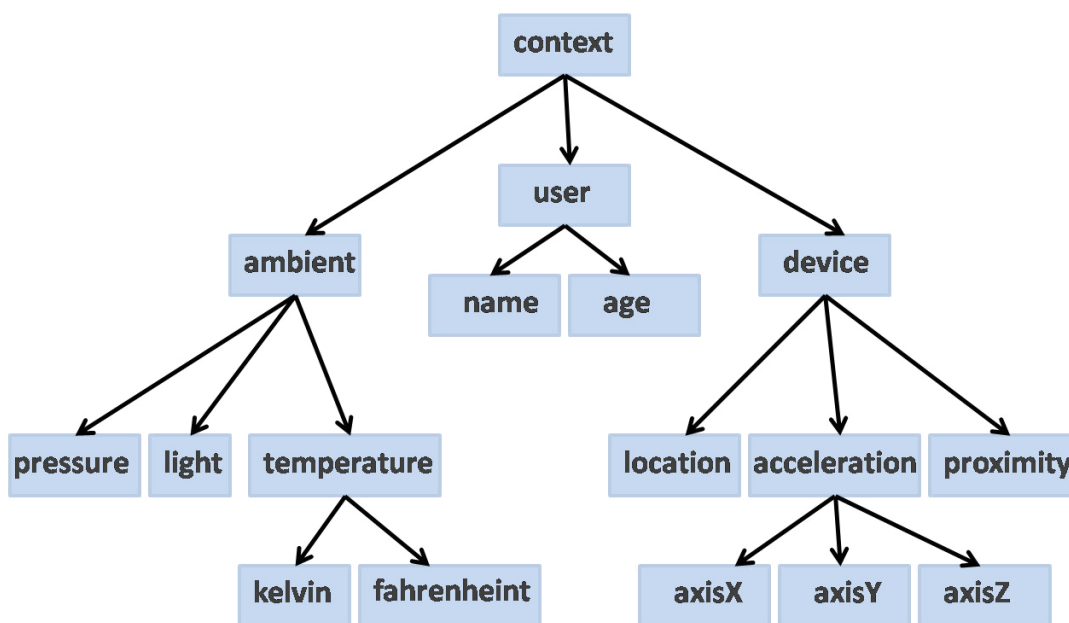 context
user
ambient
device
name
age
pressure
light
temperature
location
acceleration
proximity
kelvin
fahrenheint
axisX
axisY
axisZ